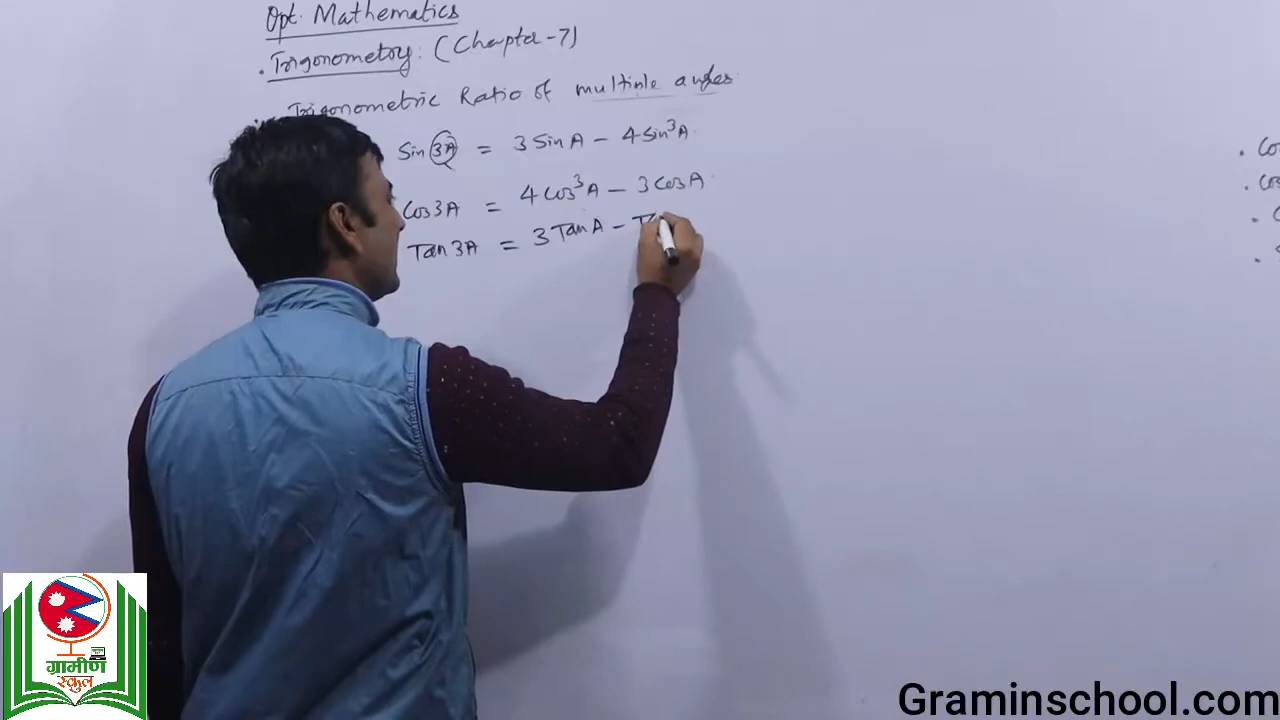 Opt. Mathematics
. Trigonometry: (Chapter-7)
Trigonometric Ratio of multiple angles
Sin 3A = 3 Sin A - 4 Sin³A.
Cos 3A = 4 Cos³A - 3 Cos A
Tan 3A = 3 Tan A - 
ग्रामीण
स्कुल
Graminschool.com